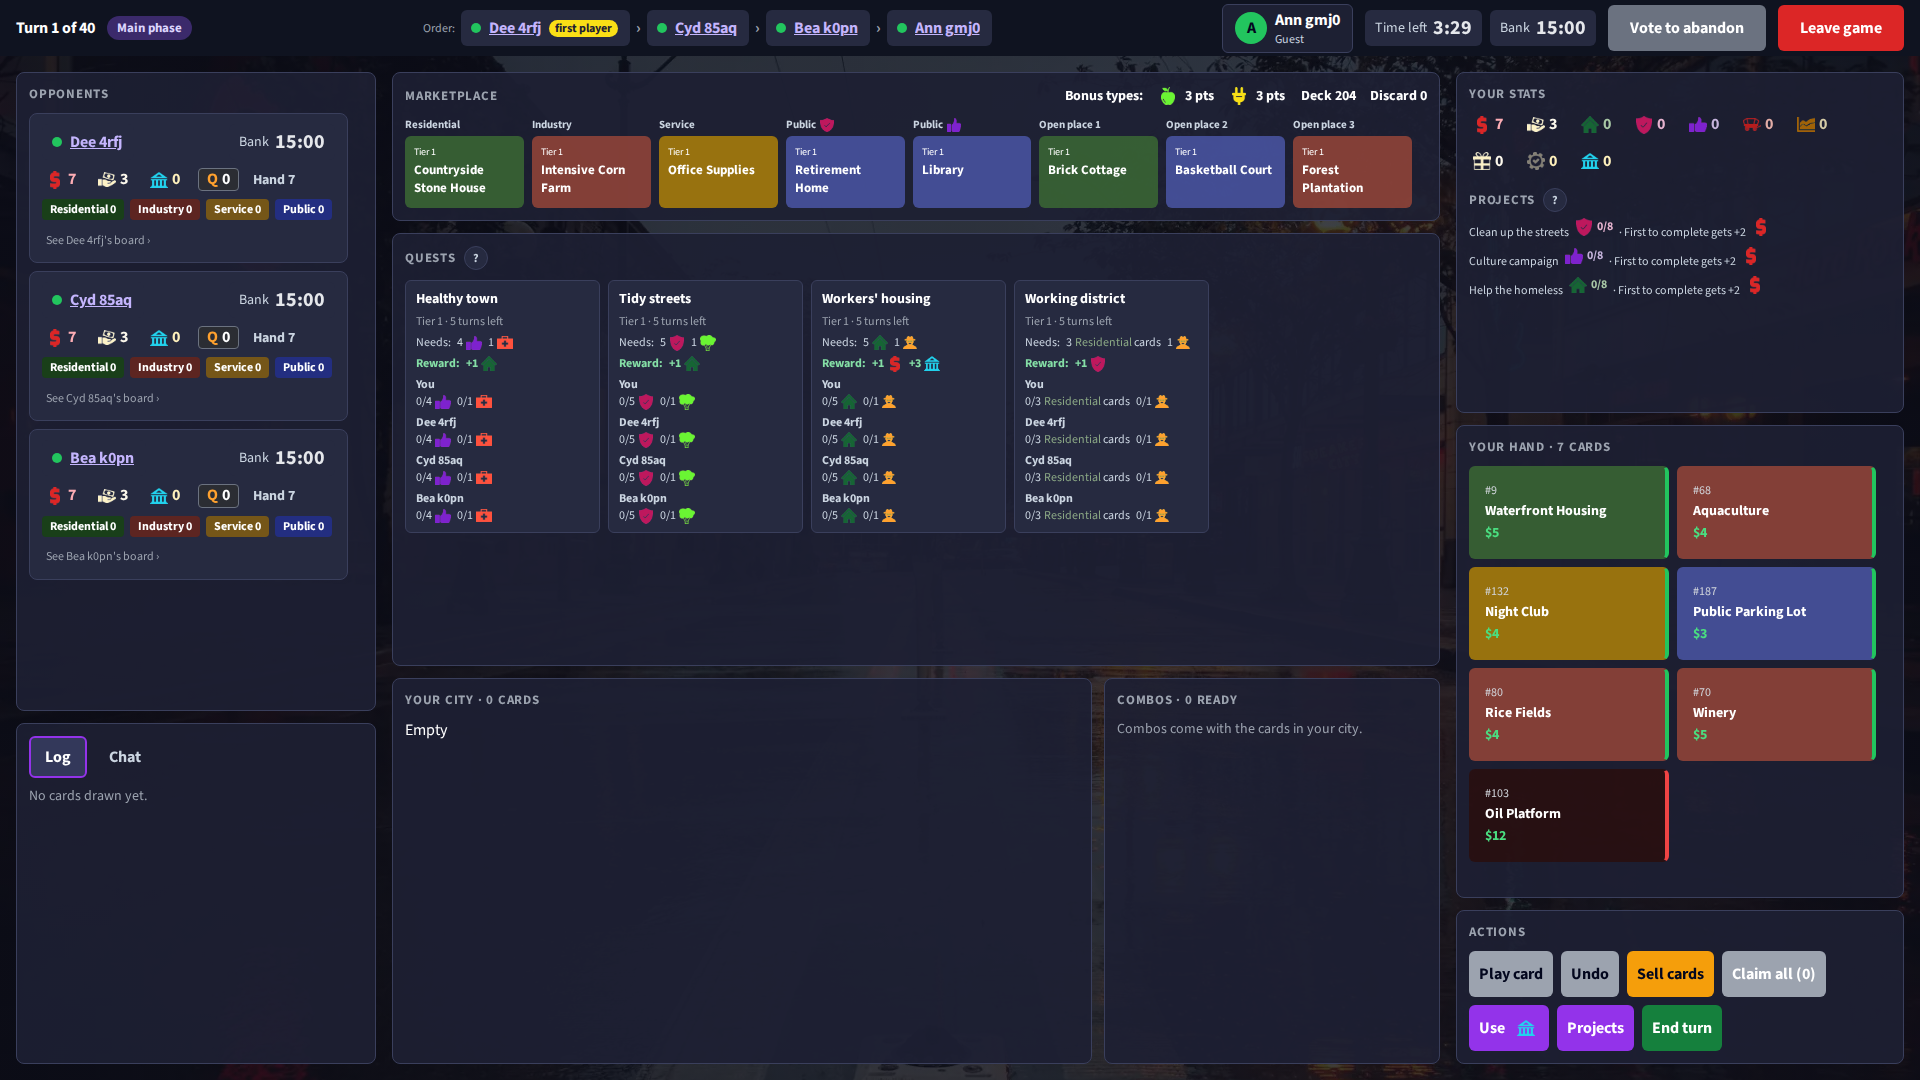 Turn 1 of 40 Main phase
Order: Dee 4rfj first player › Cyd 85aq › Bea k0pn › Ann gmj0
A Ann gmj0
Guest
Time left 3:29
Bank 15:00
Vote to abandon
Leave game
OPPONENTS
Dee 4rfj Bank 15:00
7 3 0 Q 0 Hand 7
Residential 0 Industry 0 Service 0 Public 0
See Dee 4rfj's board ›
Cyd 85aq Bank 15:00
7 3 0 Q 0 Hand 7
Residential 0 Industry 0 Service 0 Public 0
See Cyd 85aq's board ›
Bea k0pn Bank 15:00
7 3 0 Q 0 Hand 7
Residential 0 Industry 0 Service 0 Public 0
See Bea k0pn's board ›
Log Chat
No cards drawn yet.
MARKETPLACE
Bonus types: 3 pts 3 pts Deck 204 Discard 0
Residential
Tier 1
Countryside
Stone House
Industry
Tier 1
Intensive Corn
Farm
Service
Tier 1
Office Supplies
Public
Tier 1
Retirement
Home
Public
Tier 1
Library
Open place 1
Tier 1
Brick Cottage
Open place 2
Tier 1
Basketball Court
Open place 3
Tier 1
Forest
Plantation
QUESTS ?
Healthy town
Tier 1 · 5 turns left
Needs: 4 1
Reward: +1
You
0/4 0/1
Dee 4rfj
0/4 0/1
Cyd 85aq
0/4 0/1
Bea k0pn
0/4 0/1
Tidy streets
Tier 1 · 5 turns left
Needs: 5 1
Reward: +1
You
0/5 0/1
Dee 4rfj
0/5 0/1
Cyd 85aq
0/5 0/1
Bea k0pn
0/5 0/1
Workers' housing
Tier 1 · 5 turns left
Needs: 5 1
Reward: +1 +3
You
0/5 0/1
Dee 4rfj
0/5 0/1
Cyd 85aq
0/5 0/1
Bea k0pn
0/5 0/1
Working district
Tier 1 · 5 turns left
Needs: 3 Residential cards 1
Reward: +1
You
0/3 Residential cards 0/1
Dee 4rfj
0/3 Residential cards 0/1
Cyd 85aq
0/3 Residential cards 0/1
Bea k0pn
0/3 Residential cards 0/1
YOUR CITY · 0 CARDS
Empty
COMBOS · 0 READY
Combos come with the cards in your city.
YOUR STATS
7 3 0 0 0 0 0
0 0 0
PROJECTS ?
Clean up the streets 0/8 · First to complete gets +2
Culture campaign 0/8 · First to complete gets +2
Help the homeless 0/8 · First to complete gets +2
YOUR HAND · 7 CARDS
#9
Waterfront Housing
$5
#68
Aquaculture
$4
#132
Night Club
$4
#187
Public Parking Lot
$3
#80
Rice Fields
$4
#70
Winery
$5
#103
Oil Platform
$12
ACTIONS
Play card Undo Sell cards Claim all (0)
Use Projects End turn